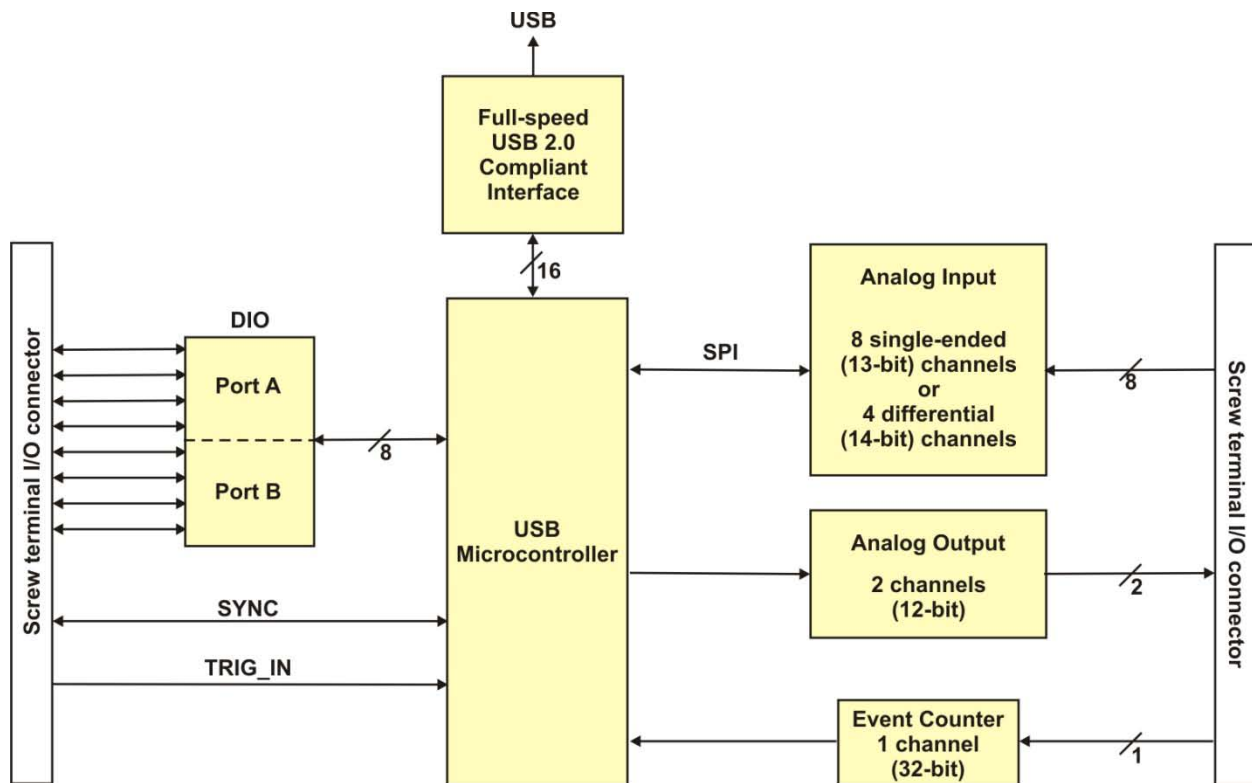 USB
Full-speed
USB 2.0
Compliant
Interface
16
DIO
Port A
Port B
8
Screw terminal I/O connector
SYNC
TRIG_IN
USB
Microcontroller
SPI
Analog Input
8 single-ended
(13-bit) channels
or
4 differential
(14-bit) channels
8
Analog Output
2 channels
(12-bit)
2
Event Counter
1 channel
(32-bit)
1
Screw terminal I/O connector